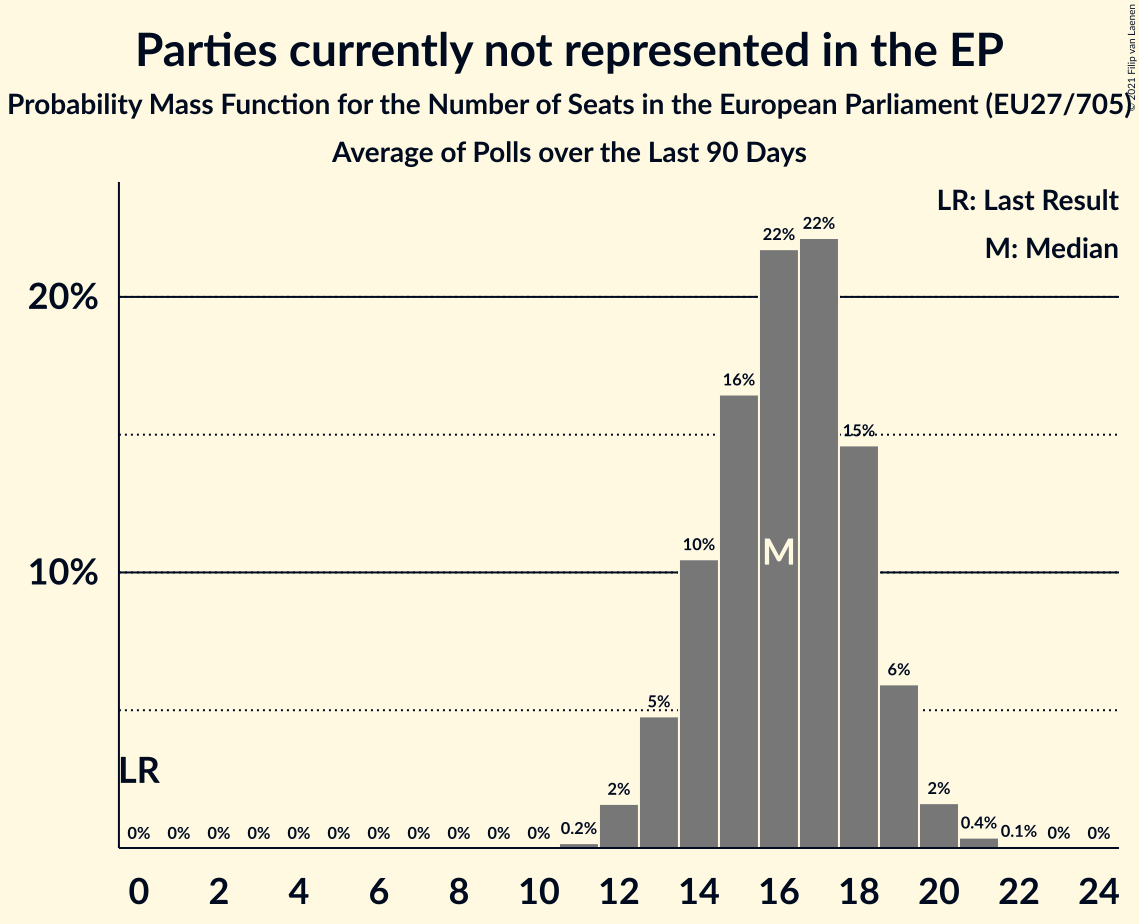 Parties currently not represented in the EP
Probability Mass Function for the Number of Seats in the European Parliament (EU27/705)
Average of Polls over the Last 90 Days
© 2021 Filip van Laenen
LR: Last Result
M: Median
20%
10%
LR
M
0% 0% 0% 0% 0% 0% 0% 0% 0% 0% 0% 0.2% 2% 5% 10% 16% 22% 22% 15% 6% 2% 0.4% 0.1% 0% 0%
0 2 4 6 8 10 12 14 16 18 20 22 24